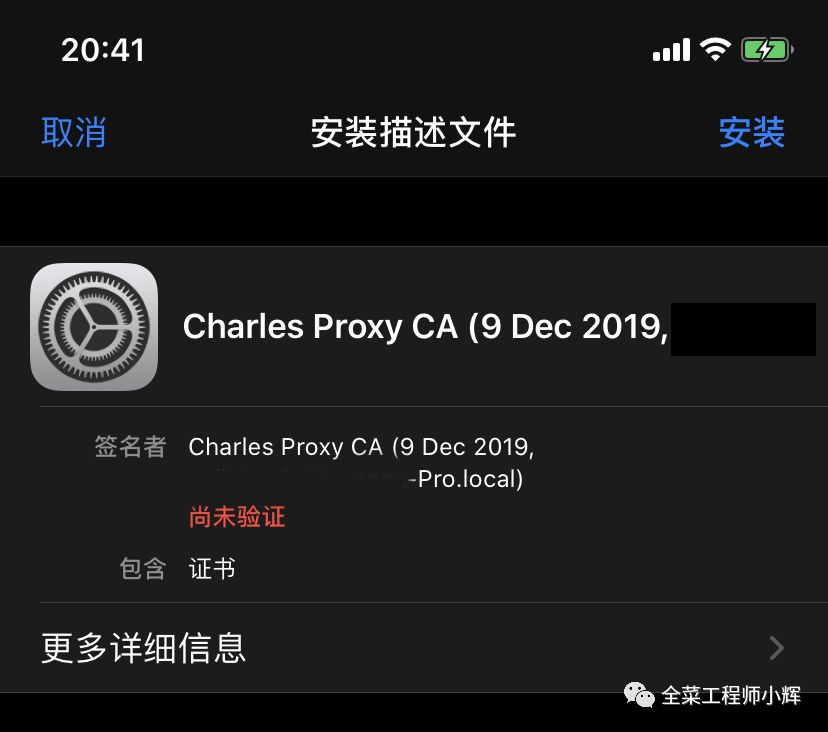 20:41
取消 安装描述文件 安装
Charles Proxy CA (9 Dec 2019,
签名者 Charles Proxy CA (9 Dec 2019,
-Pro.local)
尚未验证
包含 证书
更多详细信息
全菜工程师小辉